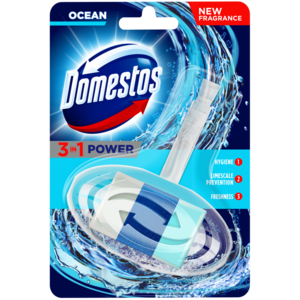 OCEAN
NEW
FRAGRANCE
Domestos
3 in 1 POWER
HYGIENE 1
LIMESCALE
PREVENTION 2
FRESHNESS 3